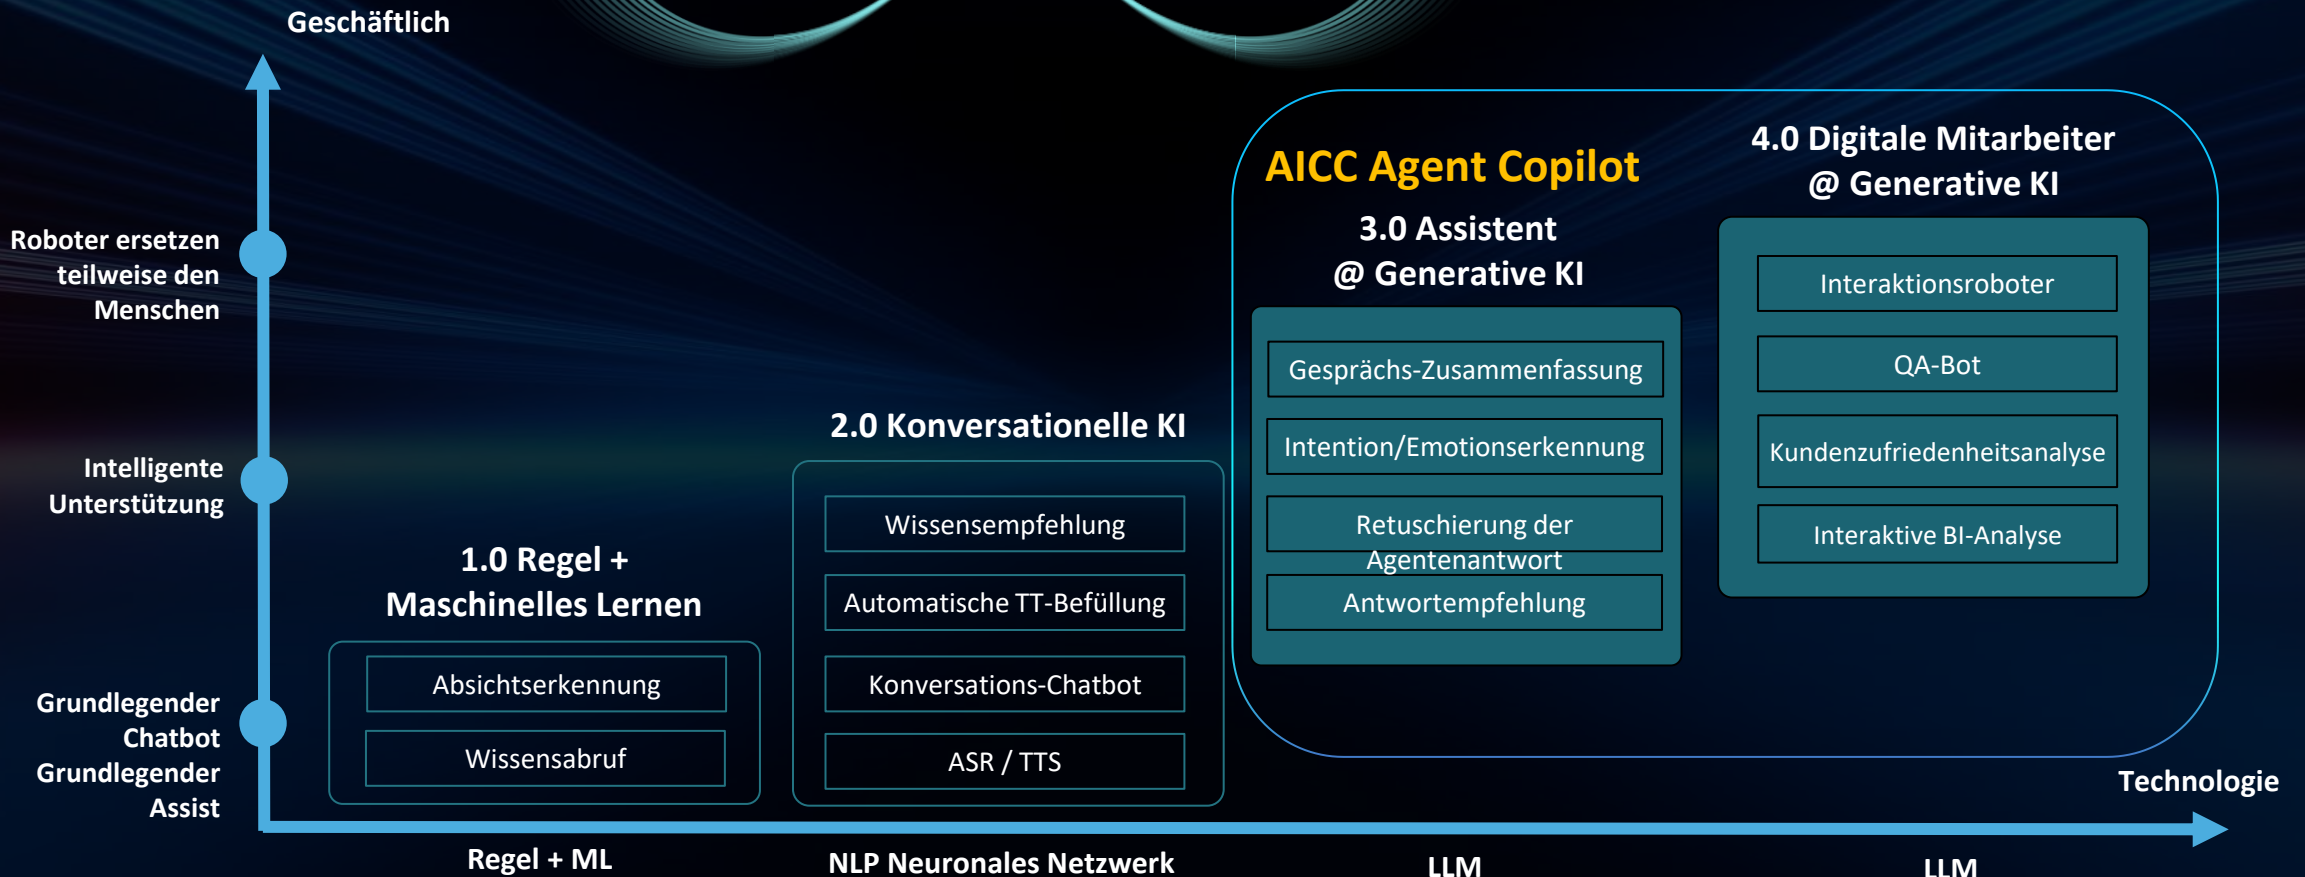 Geschäftlich
Roboter ersetzen
teilweise den
Menschen
Intelligente
Unterstützung
Grundlegender
Chatbot
Grundlegender
Assist
1.0 Regel +
Maschinelles Lernen
Absichtserkennung
Wissensabruf
2.0 Konversationelle KI
Wissensempfehlung
Automatische TT-Befüllung
Konversations-Chatbot
ASR / TTS
AICC Agent Copilot
3.0 Assistent
@ Generative KI
Gesprächs-Zusammenfassung
Intention/Emotionserkennung
Retuschierung der
Agentenantwort
Antwortempfehlung
4.0 Digitale Mitarbeiter
@ Generative KI
Interaktionsroboter
QA-Bot
Kundenzufriedenheitsanalyse
Interaktive BI-Analyse
Technologie
Regel + ML
NLP Neuronales Netzwerk
LLM
LLM